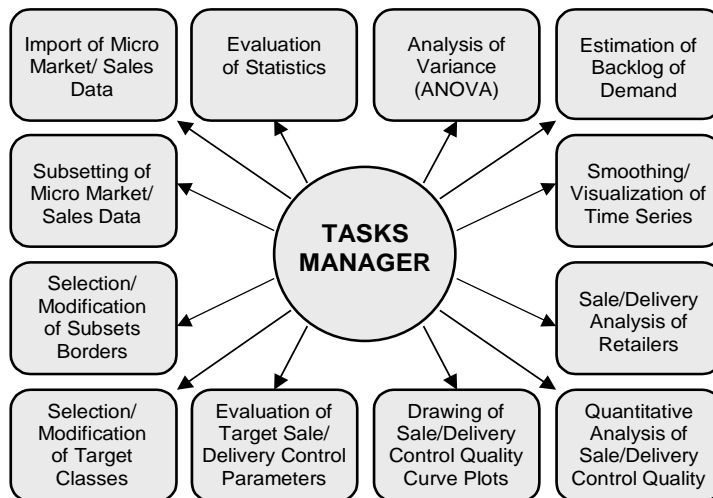 Import of Micro
Market/ Sales
Data
Evaluation
of Statistics
Analysis of
Variance
(ANOVA)
Estimation of
Backlog of
Demand
Subsetting of
Micro Market/
Sales Data
Smoothing/
Visualization of
Time Series
TASKS
MANAGER
Selection/
Modification
of Subsets
Borders
Sale/Delivery
Analysis of
Retailers
Selection/
Modification
of Target
Classes
Evaluation of
Target Sale/
Delivery Control
Parameters
Drawing of
Sale/Delivery
Control Quality
Curve Plots
Quantitative
Analysis of
Sale/Delivery
Control Quality